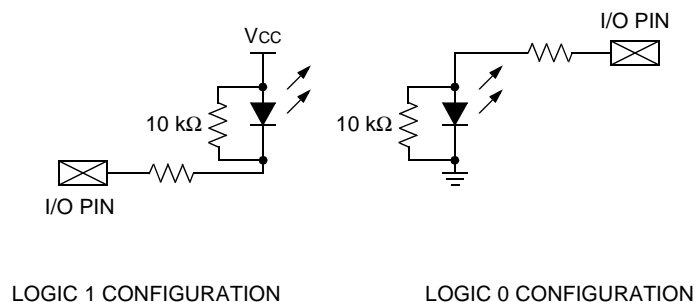 VCC
10 kΩ
I/O PIN
LOGIC 1 CONFIGURATION
I/O PIN
10 kΩ
LOGIC 0 CONFIGURATION